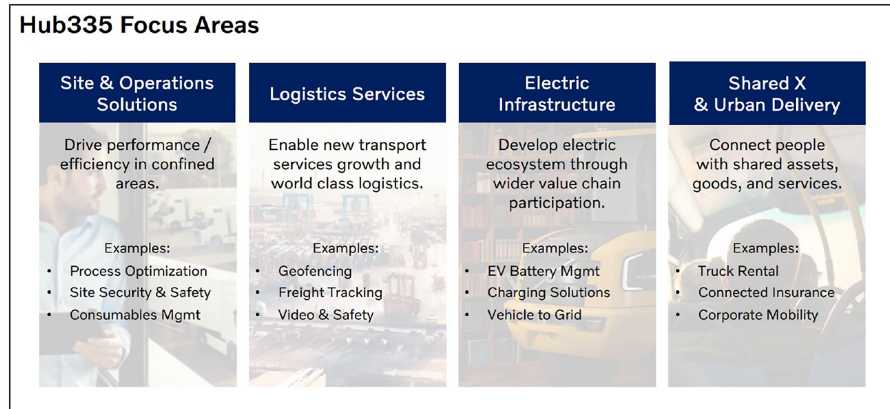 Hub335 Focus Areas
Site & Operations
Solutions
Drive performance /
efficiency in confined
areas.
Examples:
• Process Optimization
• Site Security & Safety
• Consumables Mgmt
Logistics Services
Enable new transport
services growth and
world class logistics.
Examples:
• Geofencing
• Freight Tracking
• Video & Safety
Electric
Infrastructure
Develop electric
ecosystem through
wider value chain
participation.
Examples:
• EV Battery Mgmt
• Charging Solutions
• Vehicle to Grid
Shared X
& Urban Delivery
Connect people
with shared assets,
goods, and services.
Examples:
• Truck Rental
• Connected Insurance
• Corporate Mobility